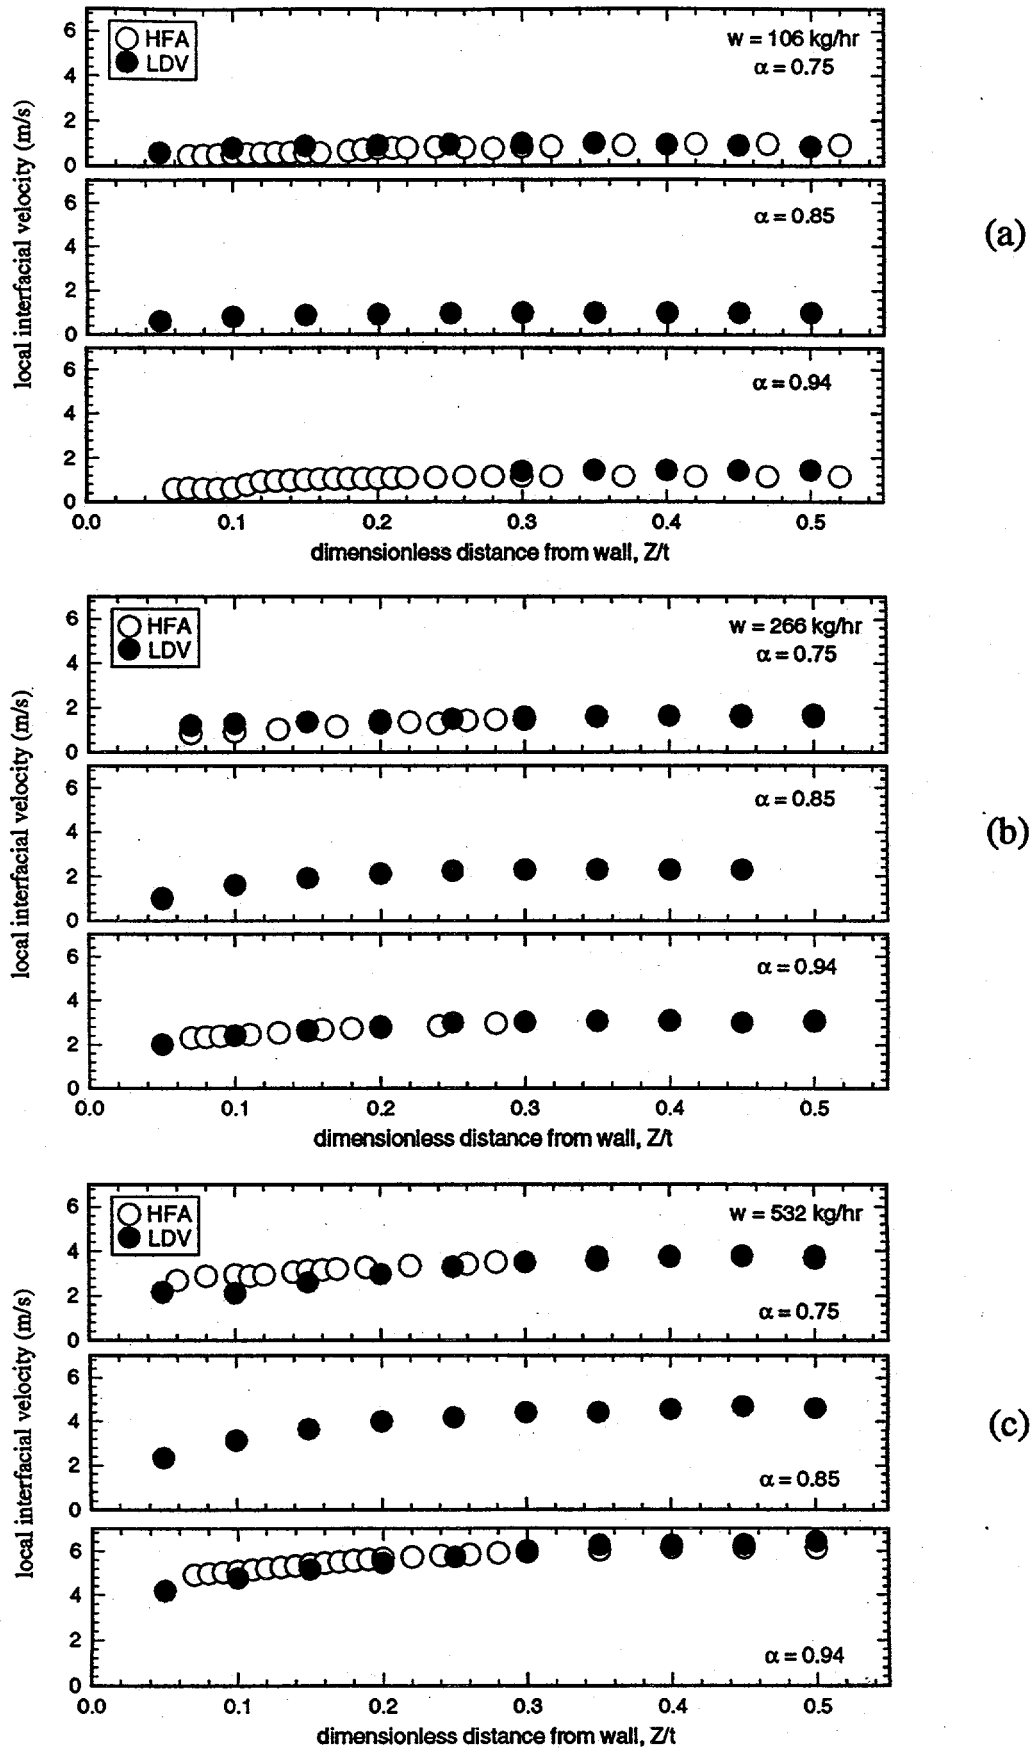 local interfacial velocity (m/s)
6
4
2
0
HFA
LDV
w = 106 kg/hr
α = 0.75
6
4
2
0
α = 0.85
(a)
6
4
2
0
α = 0.94
0.0 0.1 0.2 0.3 0.4 0.5
dimensionless distance from wall, Z/t
local interfacial velocity (m/s)
6
4
2
0
HFA
LDV
w = 266 kg/hr
α = 0.75
6
4
2
0
α = 0.85
(b)
6
4
2
0
α = 0.94
0.0 0.1 0.2 0.3 0.4 0.5
dimensionless distance from wall, Z/t
local interfacial velocity (m/s)
6
4
2
0
HFA
LDV
w = 532 kg/hr
α = 0.75
6
4
2
0
α = 0.85
(c)
6
4
2
0
α = 0.94
0.0 0.1 0.2 0.3 0.4 0.5
dimensionless distance from wall, Z/t